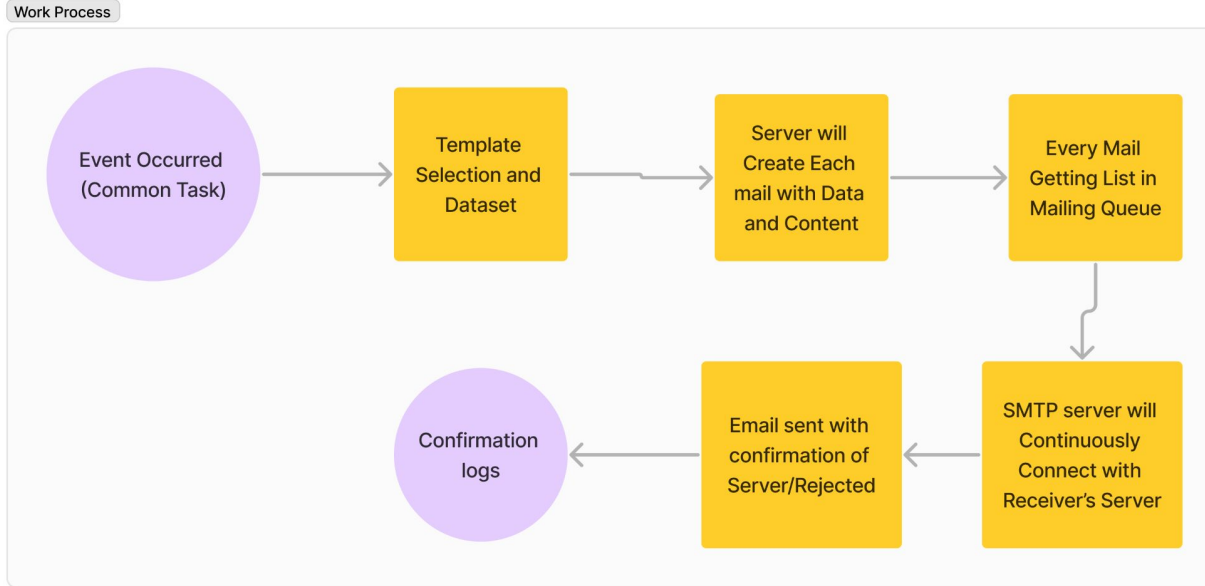 Work Process
Event Occurred
(Common Task)
Template
Selection and
Dataset
Server will
Create Each
mail with Data
and Content
Every Mail
Getting List in
Mailing Queue
SMTP server will
Continuously
Connect with
Receiver’s Server
Email sent with
confirmation of
Server/Rejected
Confirmation
logs